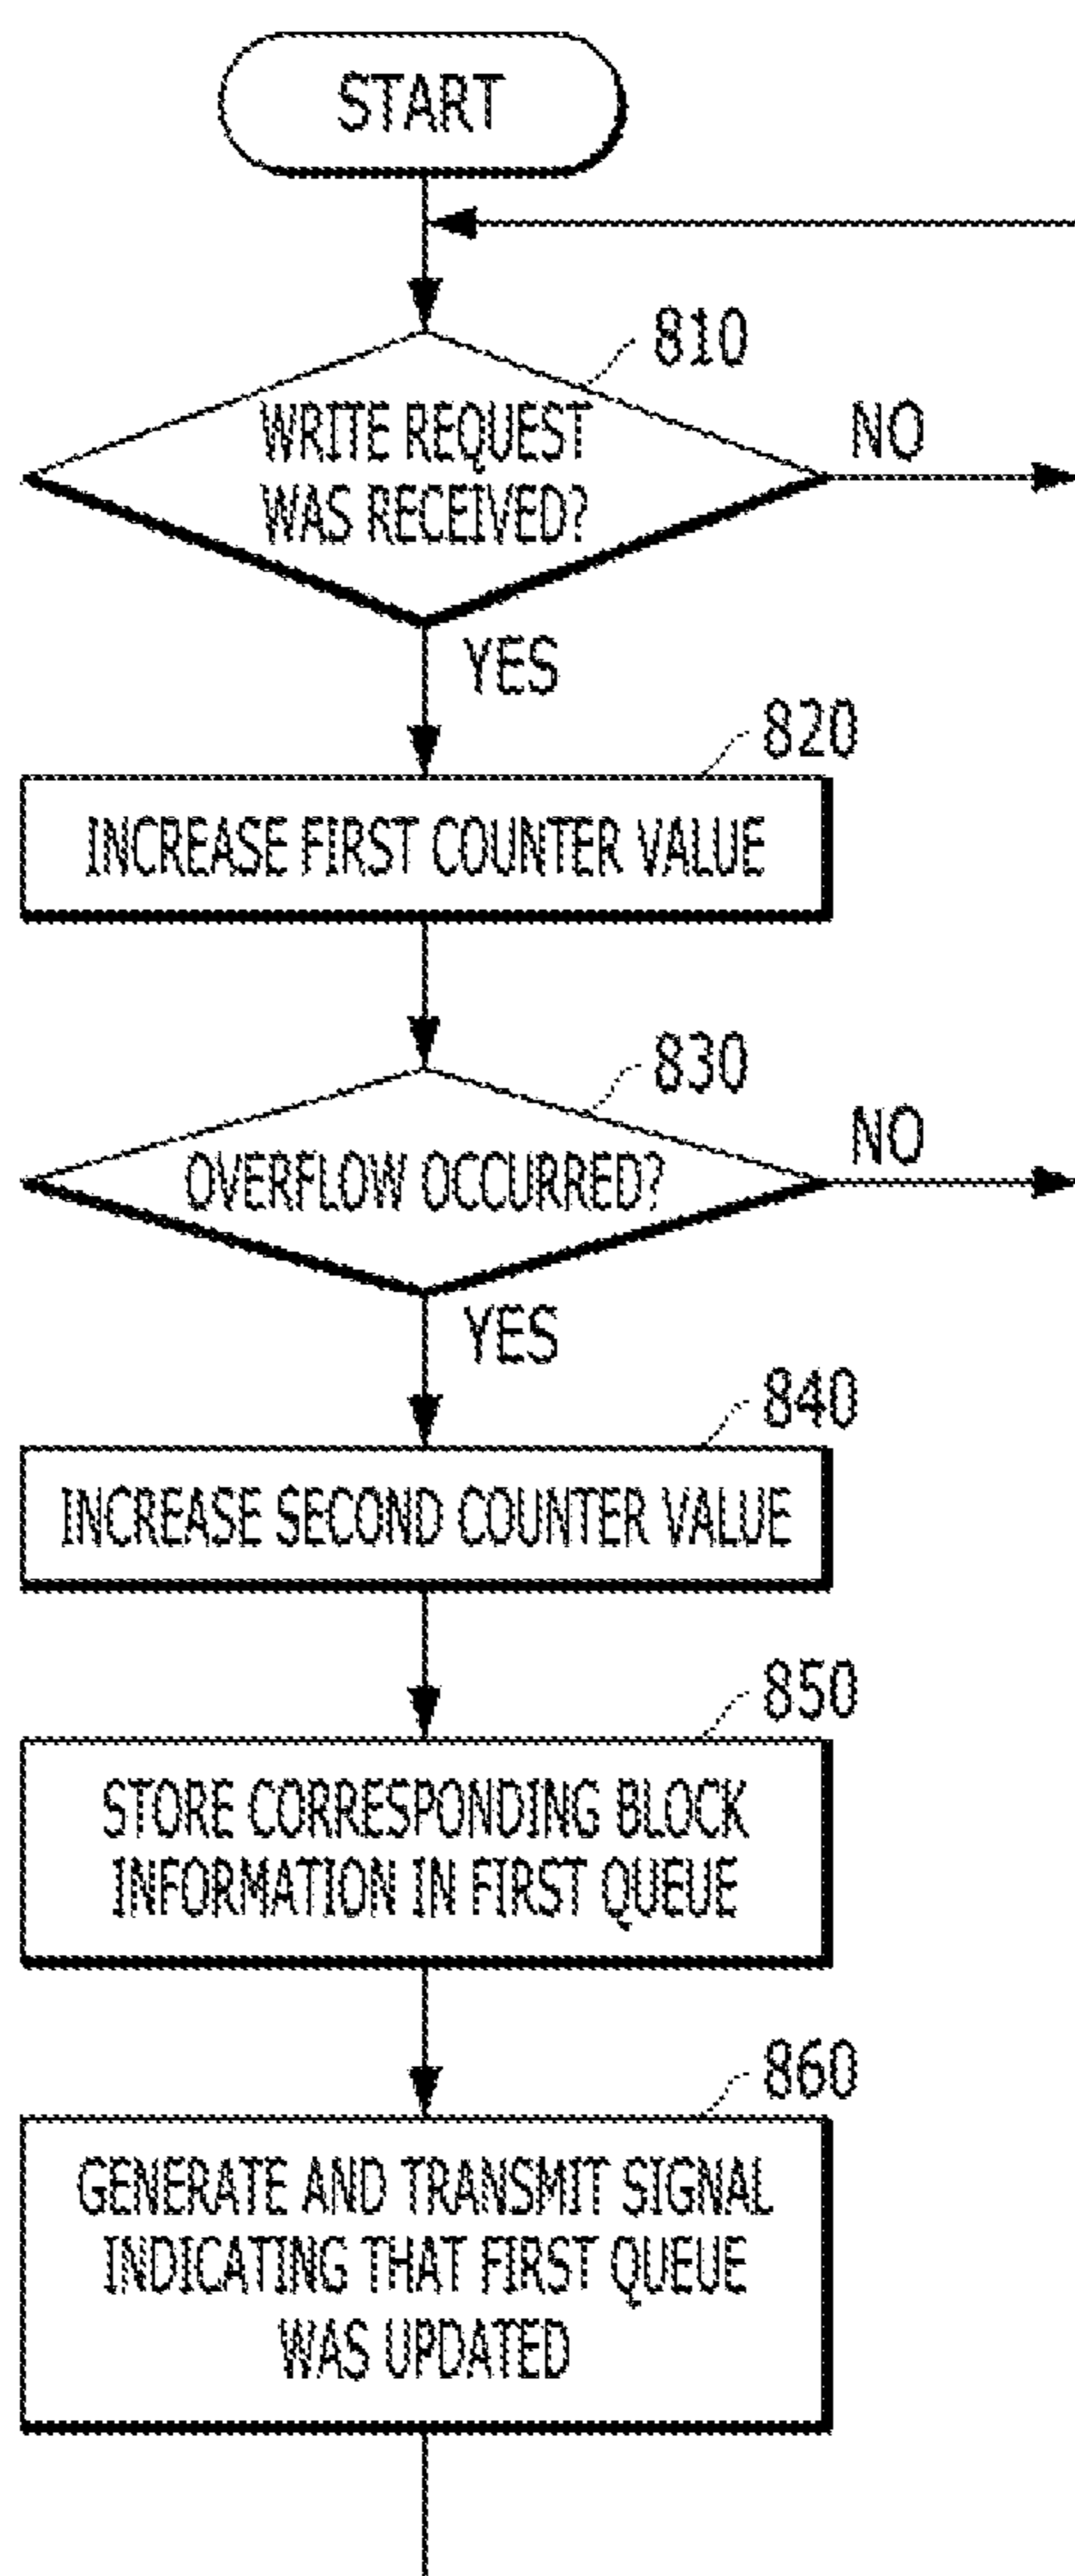 START
810
WRITE REQUEST
WAS RECEIVED?
NO
YES
820
INCREASE FIRST COUNTER VALUE
830
OVERFLOW OCCURRED?
NO
YES
840
INCREASE SECOND COUNTER VALUE
850
STORE CORRESPONDING BLOCK
INFORMATION IN FIRST QUEUE
860
GENERATE AND TRANSMIT SIGNAL
INDICATING THAT FIRST QUEUE
WAS UPDATED